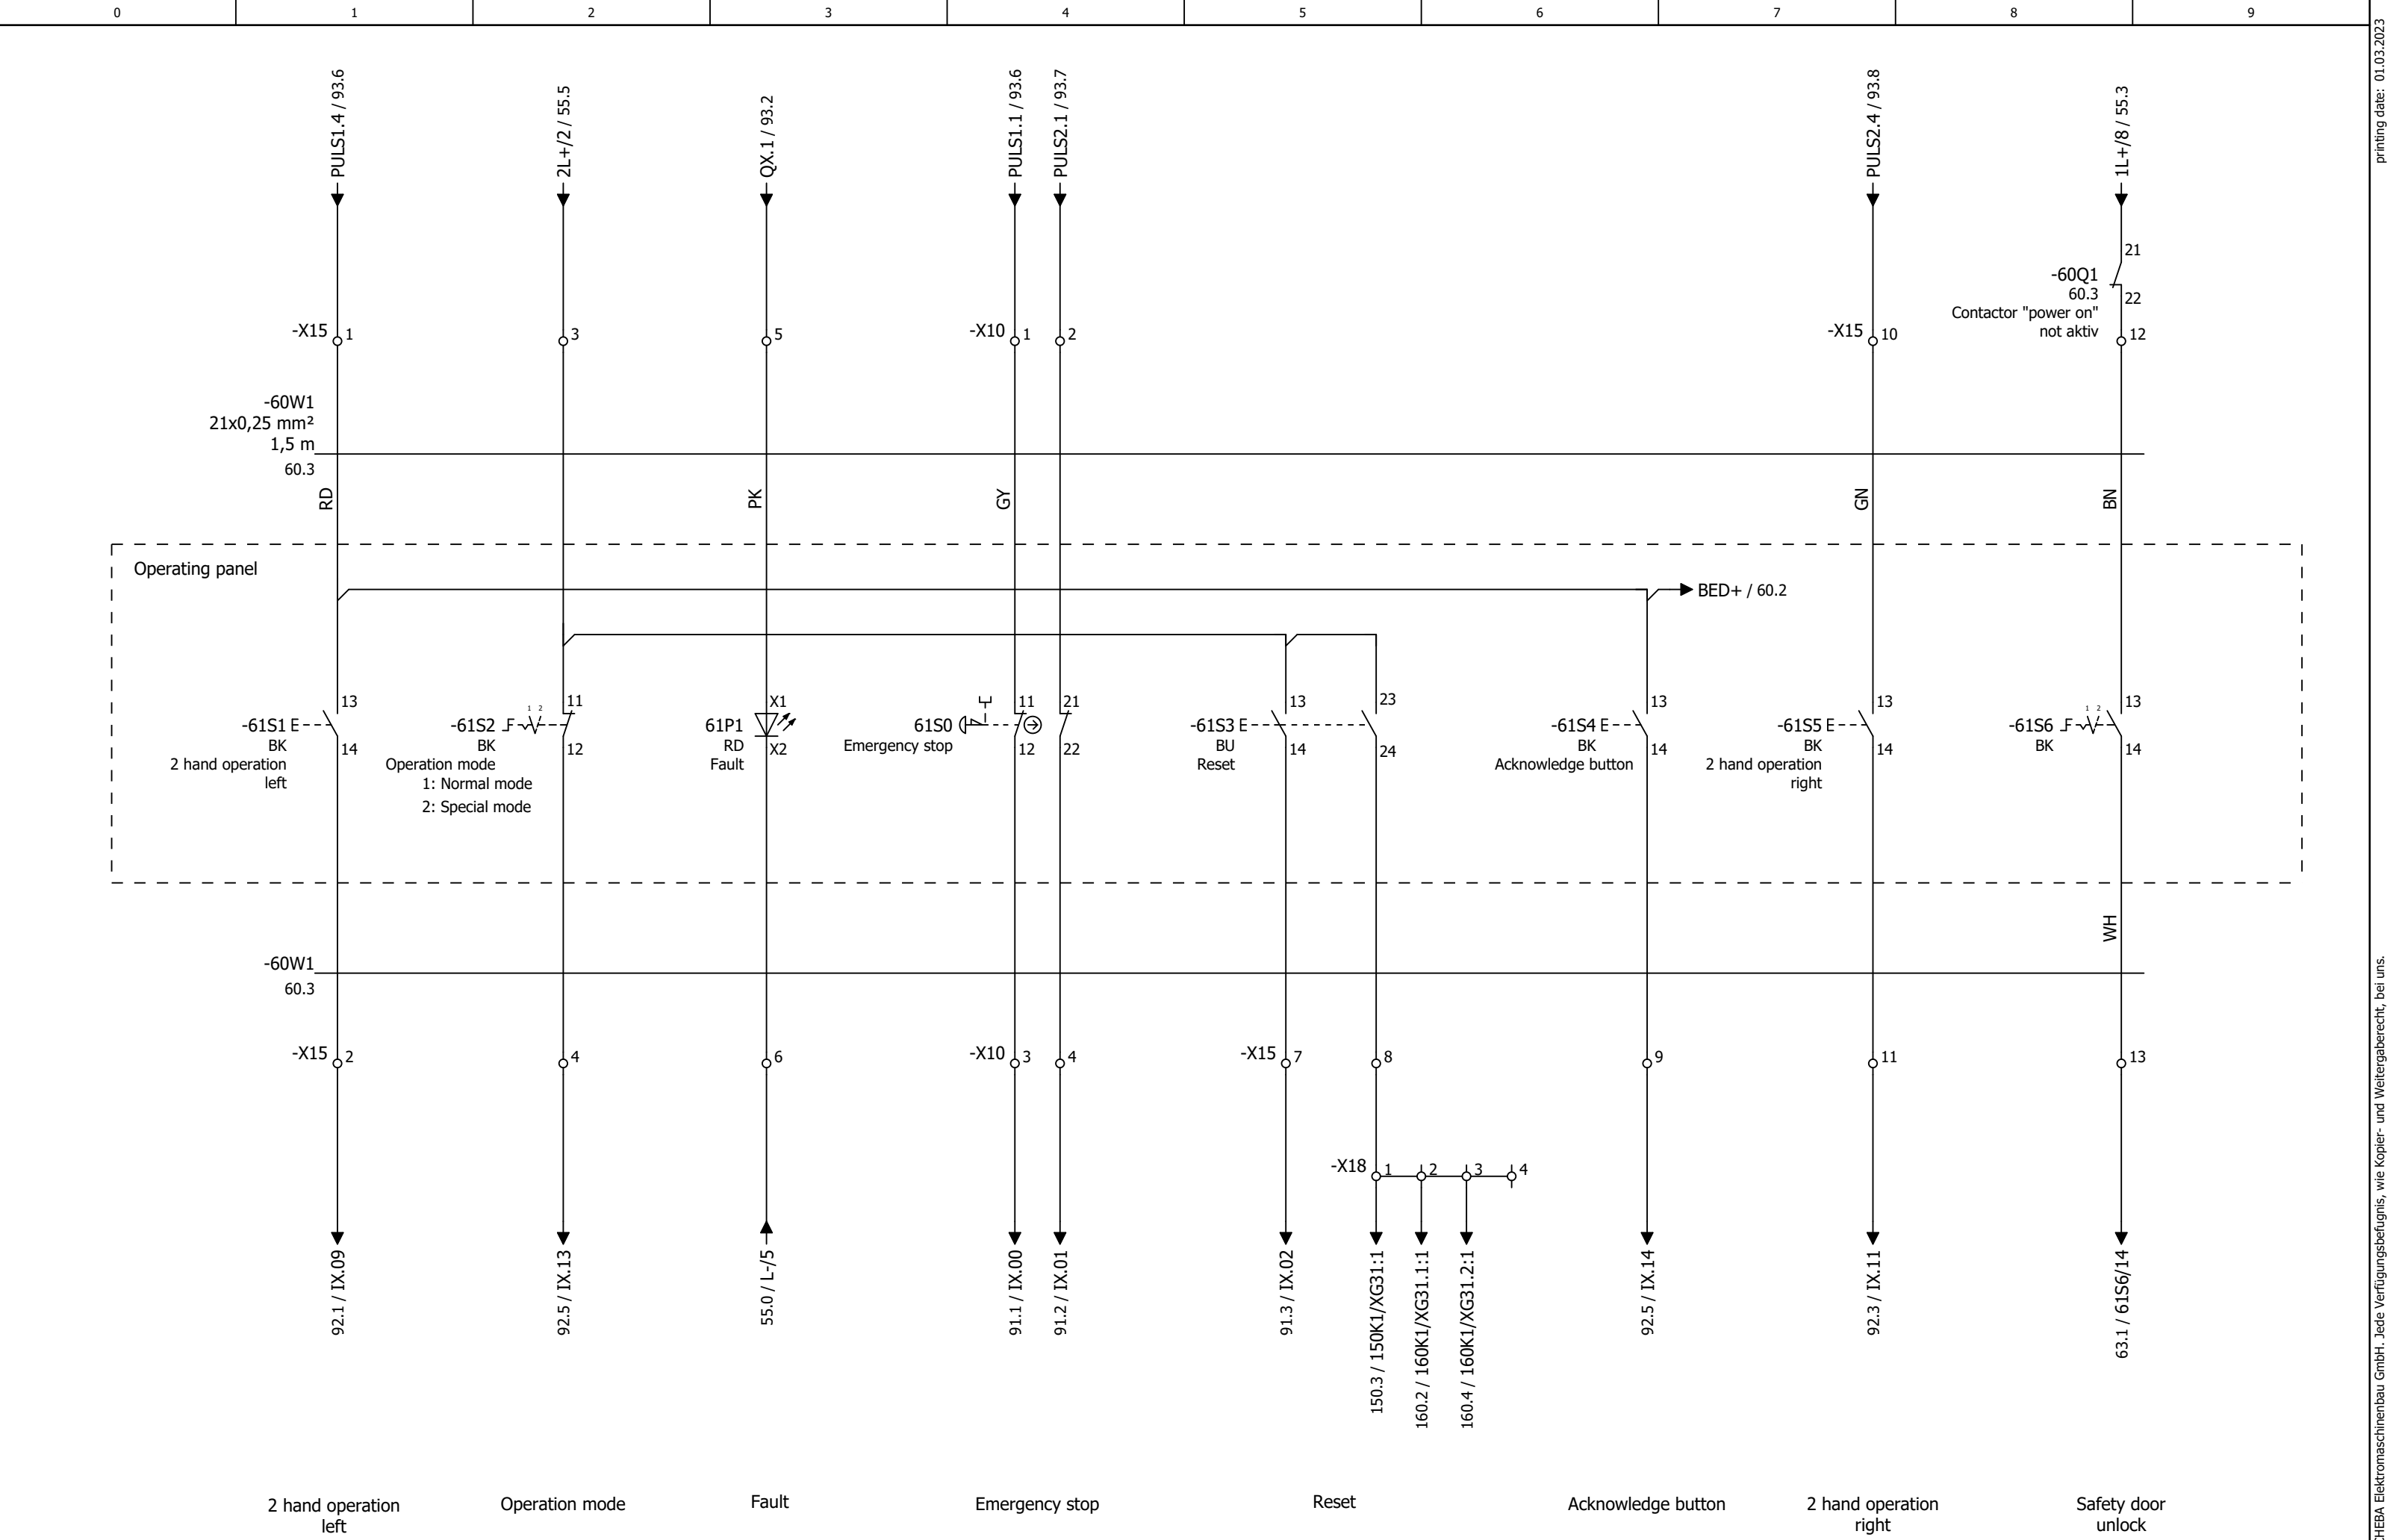 0 1 2 3 4 5 6 7 8 9
printing date: 01.03.2023
PULS1.4 / 93.6
2L+/2 / 55.5
QX.1 / 93.2
PULS1.1 / 93.6
PULS2.1 / 93.7
PULS2.4 / 93.8
1L+/8 / 55.3
21
-60Q1
60.3
22
Contactor "power on"
not aktiv
-X15 1
3
5
-X10 1
2
-X15 10
12
-60W1
21x0,25 mm²
1,5 m
60.3
RD
PK
GY
GN
BN
Operating panel
BED+ / 60.2
13
-61S1
BK
14
2 hand operation
left
11
1 2
-61S2
BK
12
Operation mode
1: Normal mode
2: Special mode
X1
61P1
RD
X2
Fault
11
21
61S0
Emergency stop
12
22
13
23
-61S3
BU
14
24
Reset
13
-61S4
BK
14
Acknowledge button
13
-61S5
BK
14
2 hand operation
right
13
1 2
-61S6
BK
14
WH
-60W1
60.3
-X15 2
4
6
-X10 3
4
-X15 7
8
9
11
13
-X18 1 2 3 4
92.1 / IX.09
92.5 / IX.13
55.0 / L-/5
91.1 / IX.00
91.2 / IX.01
91.3 / IX.02
150.3 / 150K1/XG31:1
160.2 / 160K1/XG31.1:1
160.4 / 160K1/XG31.2:1
92.5 / IX.14
92.3 / IX.11
63.1 / 61S6/14
2 hand operation
left
Operation mode
Fault
Emergency stop
Reset
Acknowledge button
2 hand operation
right
Safety door
unlock
Elektromaschinenbau GmbH. Jede Verfügungsbefugnis, wie Kopier- und Weitergaberecht, bei uns.